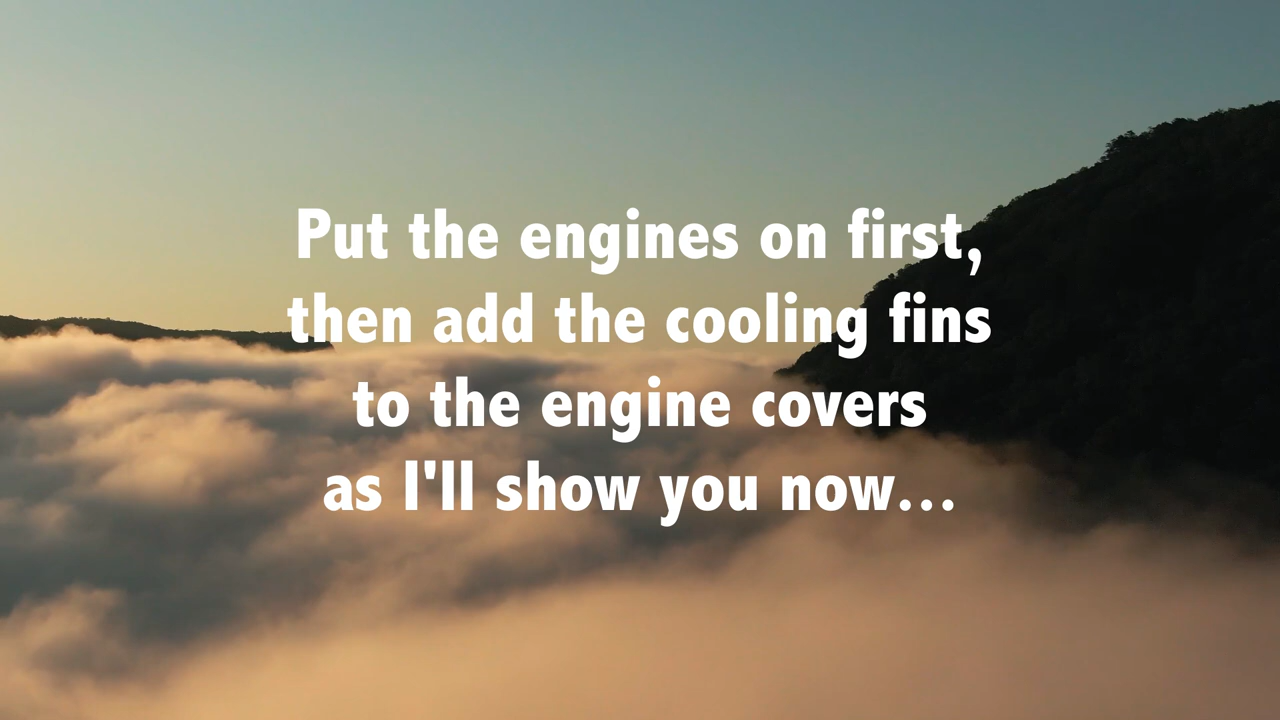 Put the engines on first,
then add the cooling fins
to the engine covers
as I'll show you now...